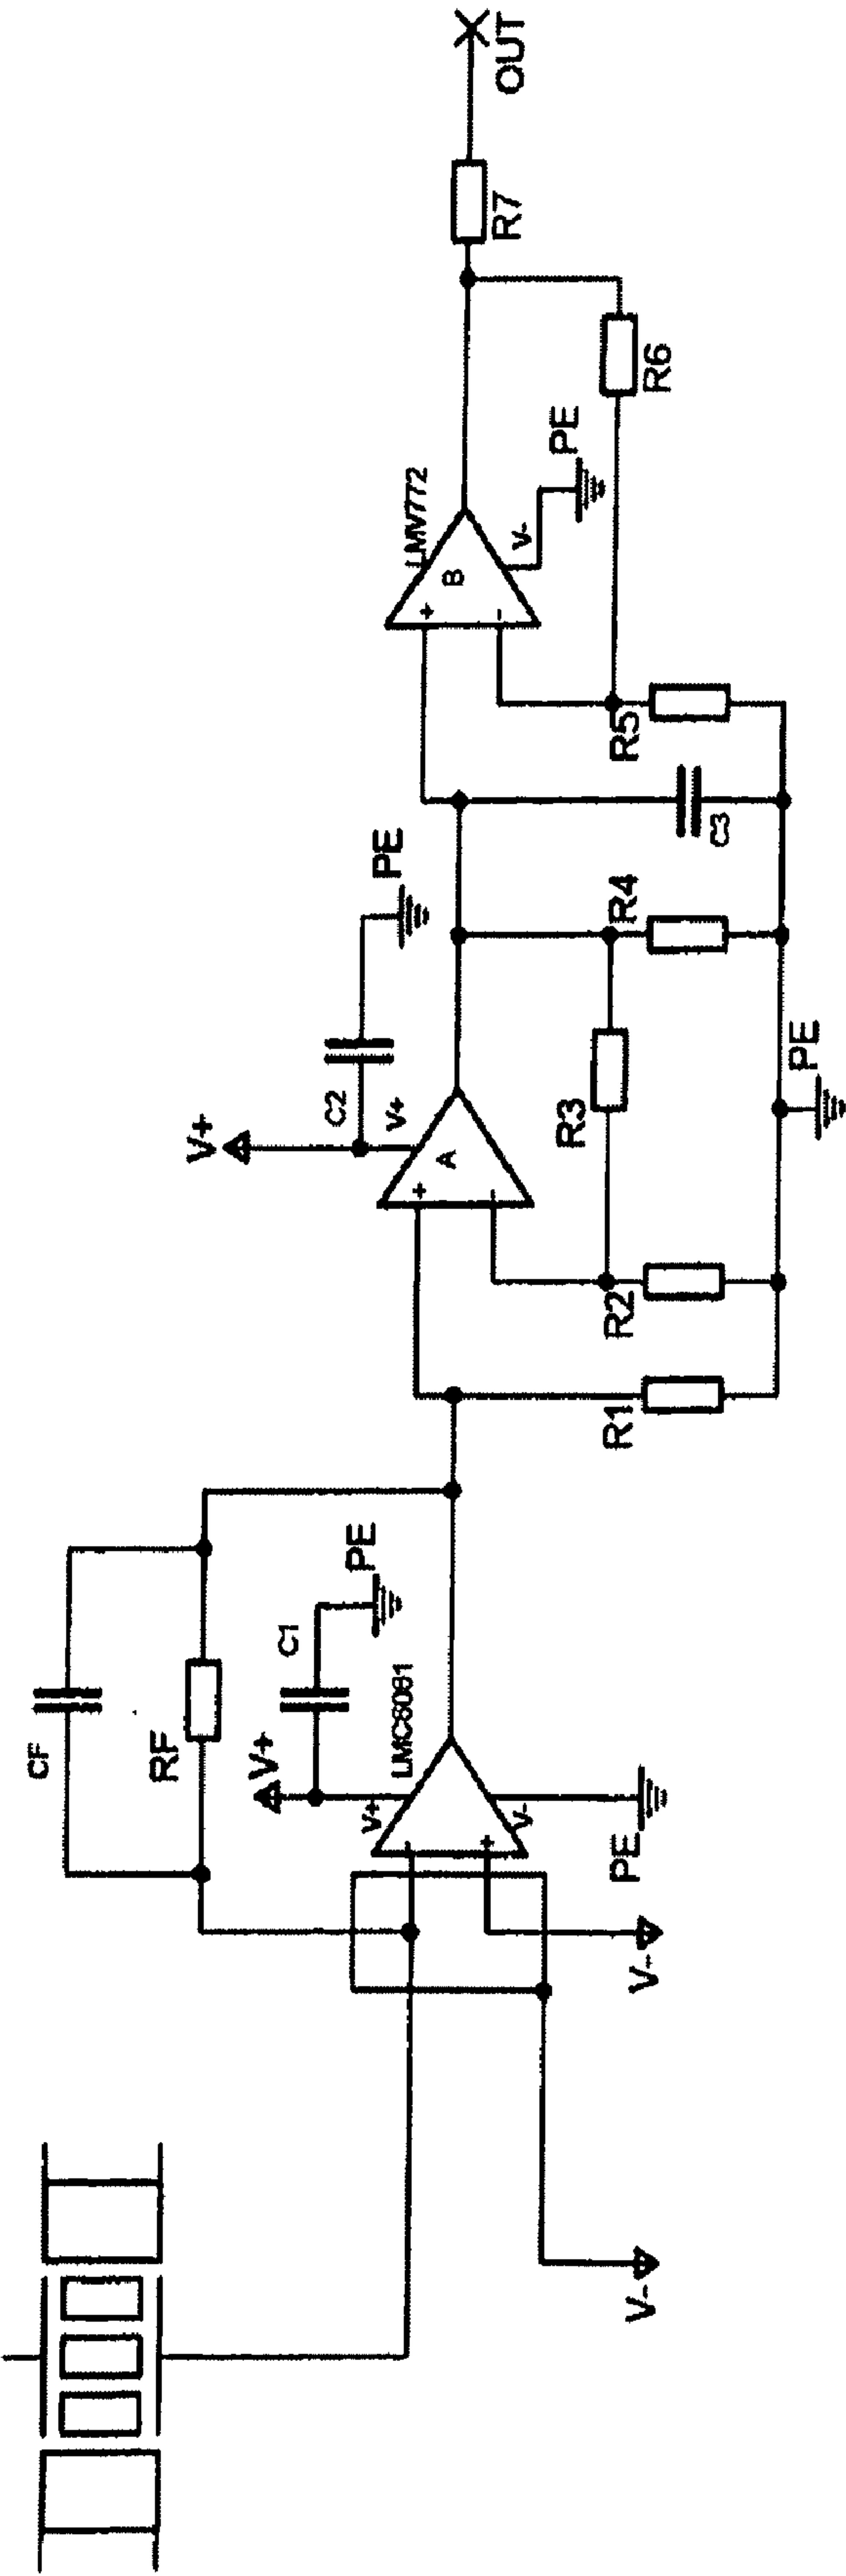 CF
RF
V+
C1
PE
V+
LMC6081
-
+
V-
PE
V-
V-
R1
R2
R3
R4
PE
V+
C2
PE
V+
A
+
-
C3
R5
LMV772
B
+
-
V-
PE
R6
R7
OUT